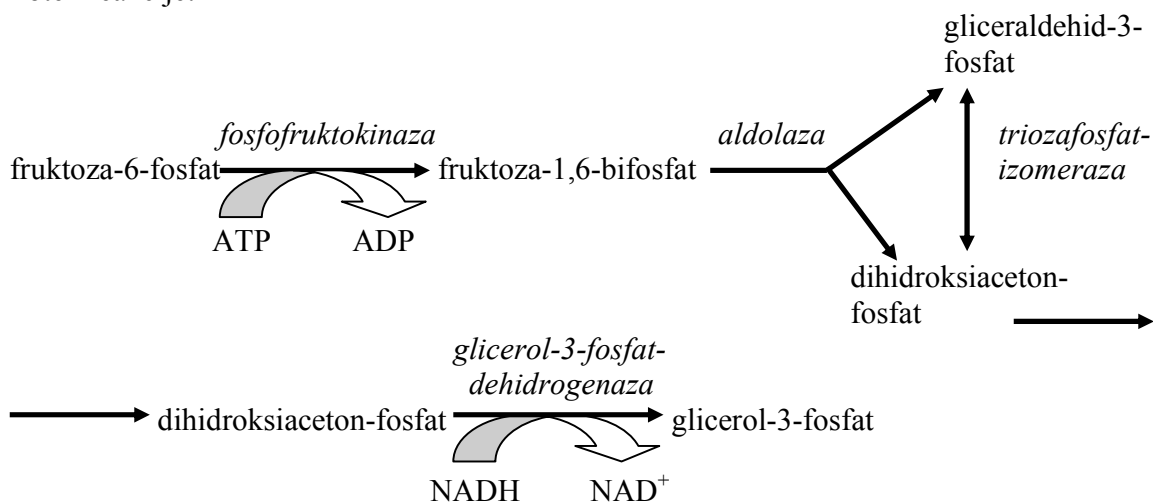 gliceraldehid-3-
fosfat
fosfofruktokinaza
aldolaza
triozafosfat-
izomeraza
fruktoza-6-fosfat
fruktoza-1,6-bifosfat
ATP
ADP
dihidroksiaceton-
fosfat
glicerol-3-fosfat-
dehidrogenaza
dihidroksiaceton-fosfat
glicerol-3-fosfat
NADH
NAD⁺